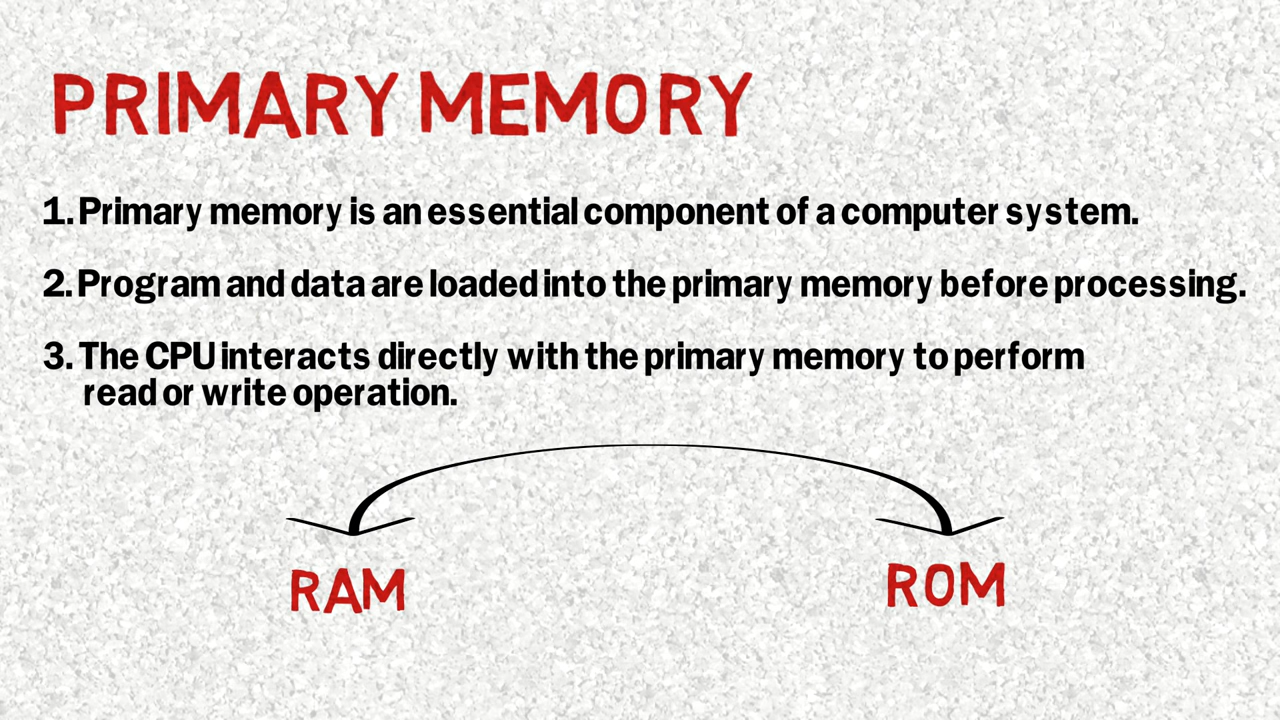 PRIMARY MEMORY
1. Primary memory is an essential component of a computer system.
2. Program and data are loaded into the primary memory before processing.
3. The CPU interacts directly with the primary memory to perform
read or write operation.
RAM
ROM